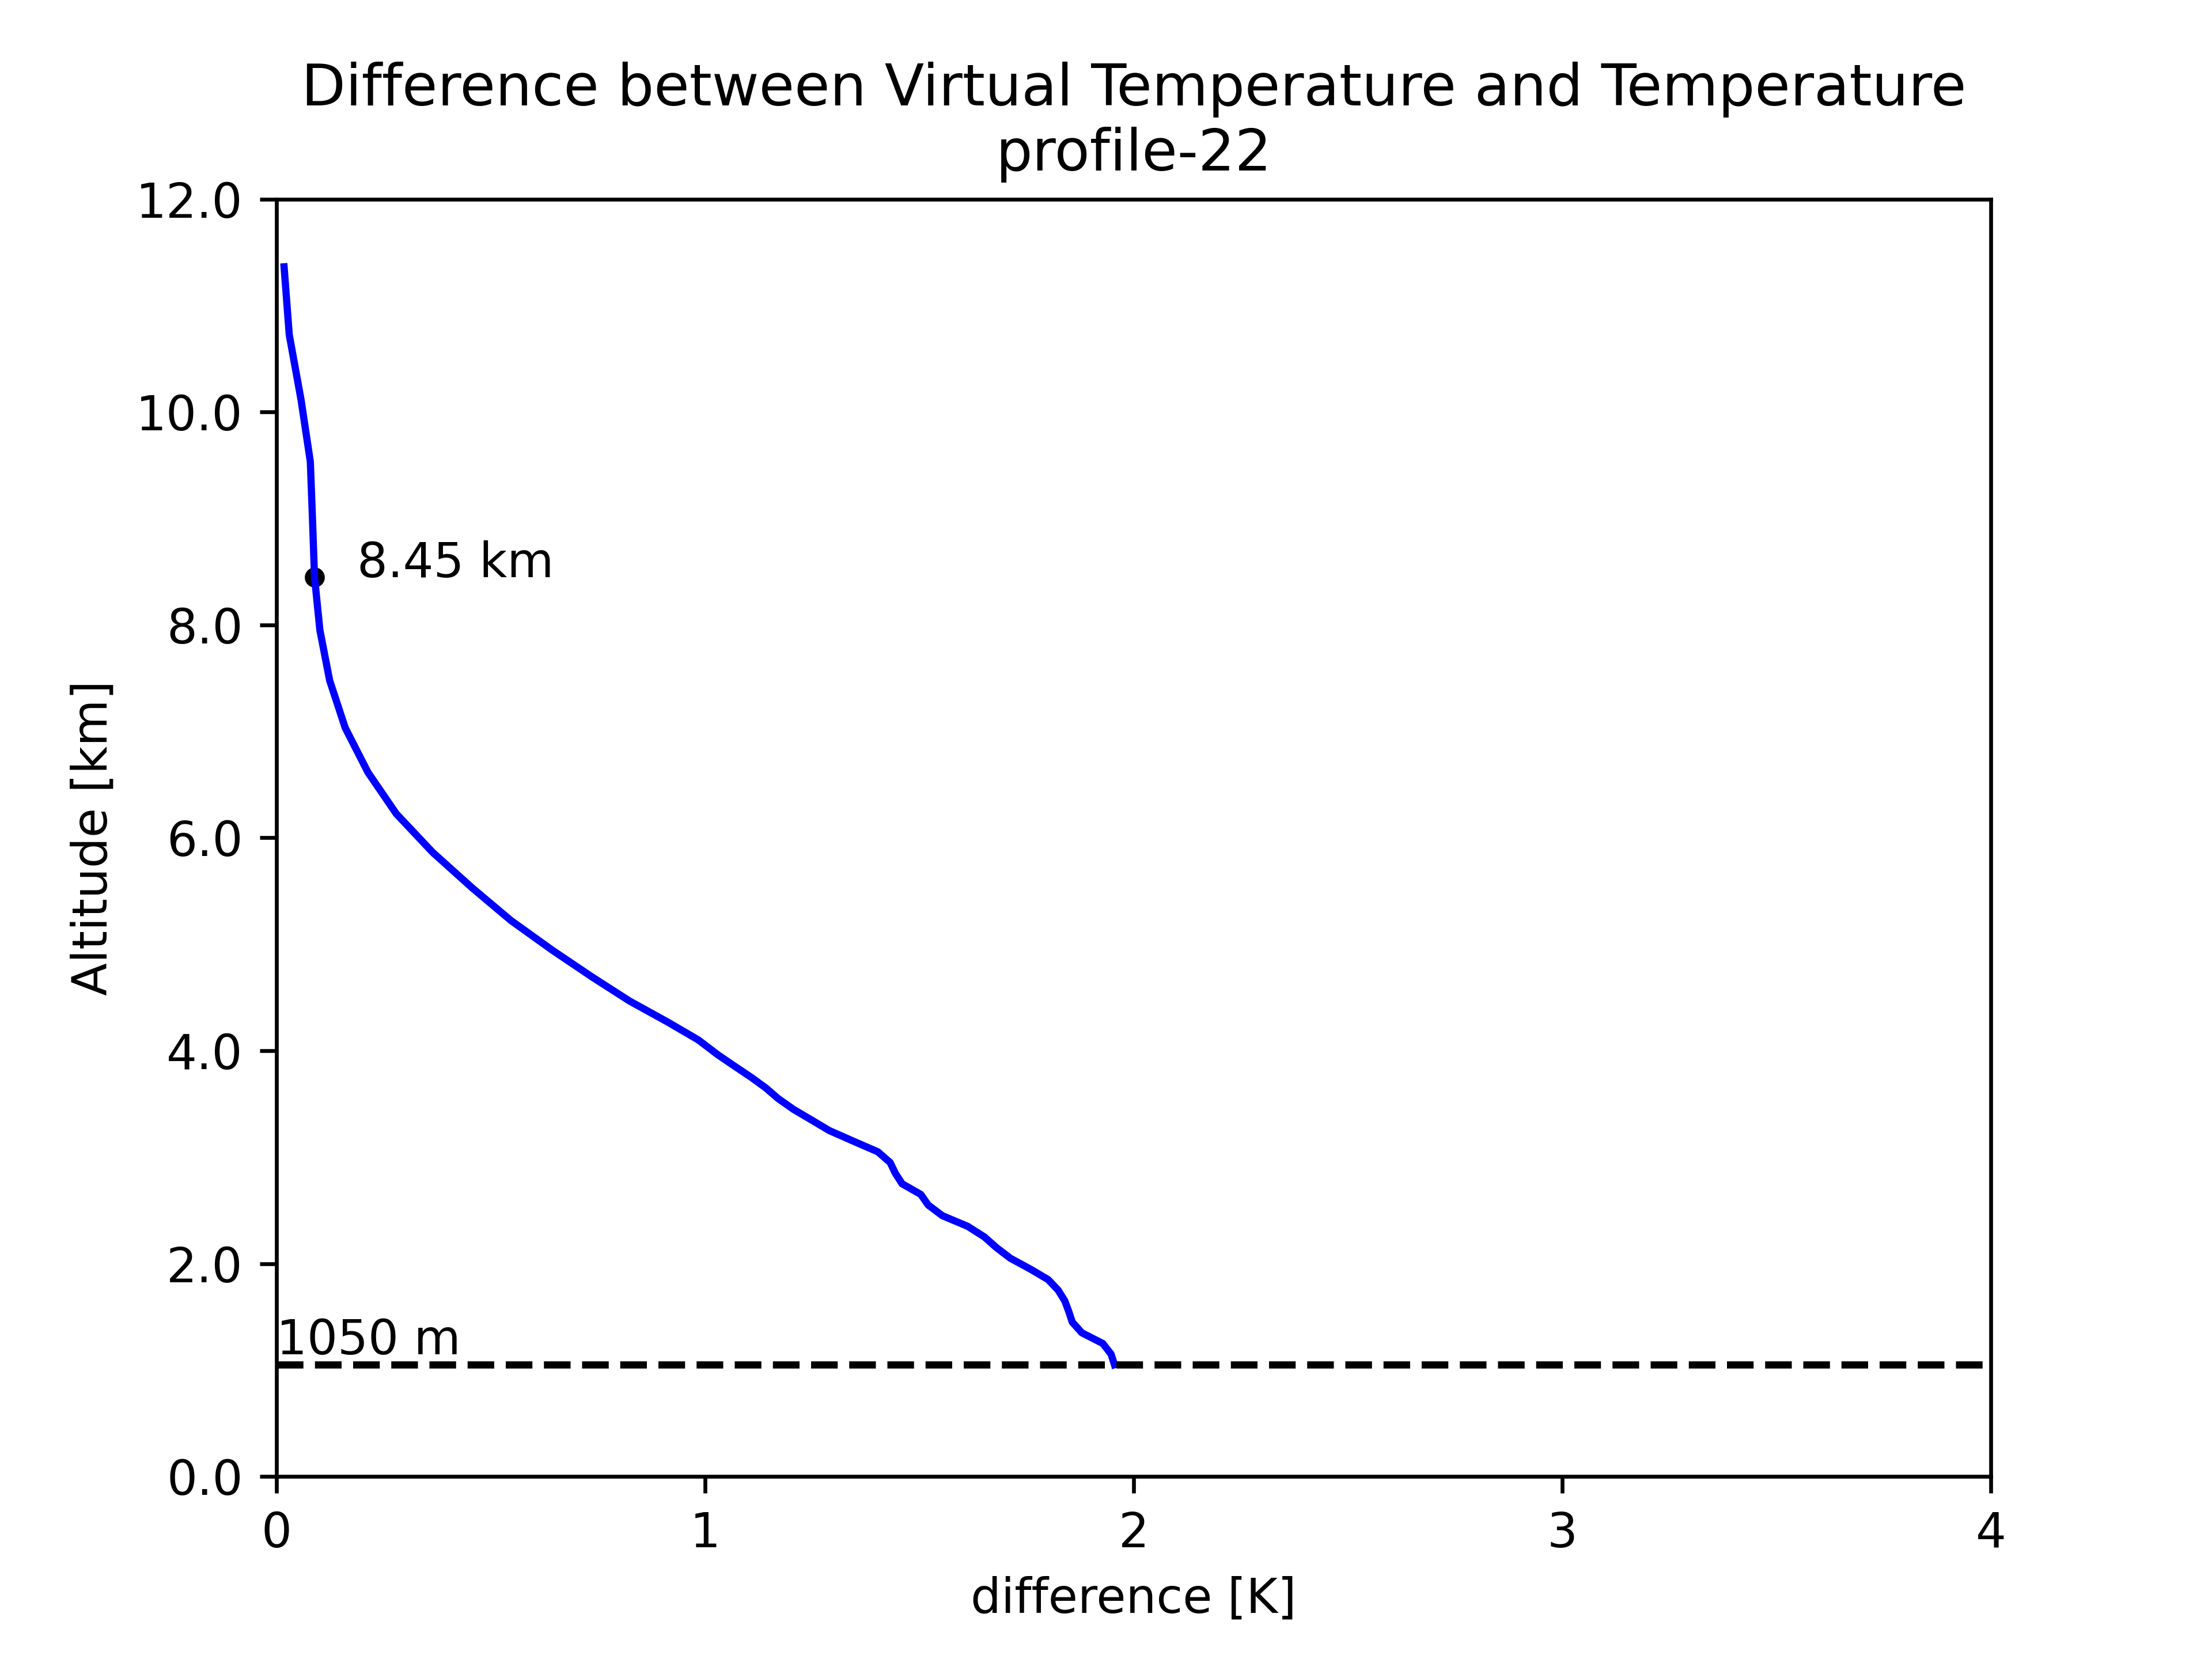 Difference between Virtual Temperature and Temperature
profile-22
12.0
10.0
8.0
6.0
4.0
2.0
0.0
Altitude [km]
8.45 km
1050 m
0
1
2
3
4
difference [K]